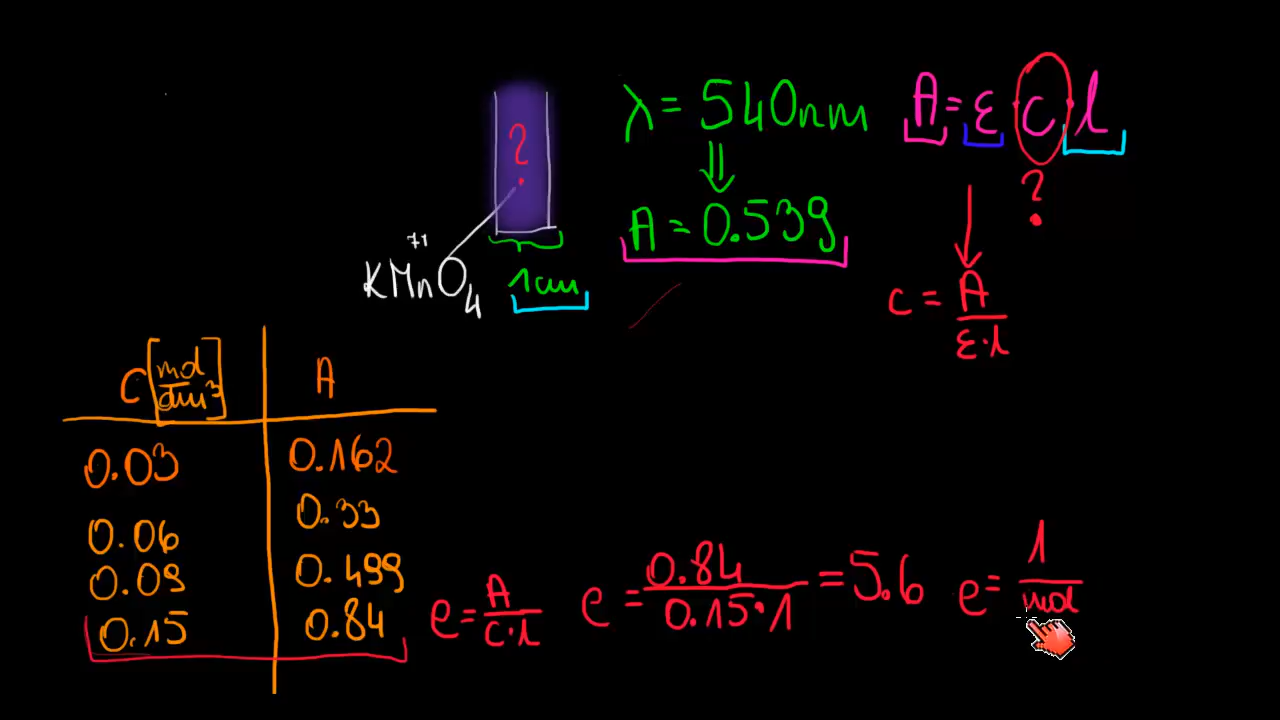 ?
λ = 540nm
⇓
A = 0.539
A = ε c l
?
c = A / ε·l
KMnO₄
1cm
C [mol/dm³] A
0.03 0.162
0.06 0.33
0.09 0.499
0.15 0.84
e = A / c·l
e = 0.84 / 0.15·1 = 5.6
e = 1 / mol